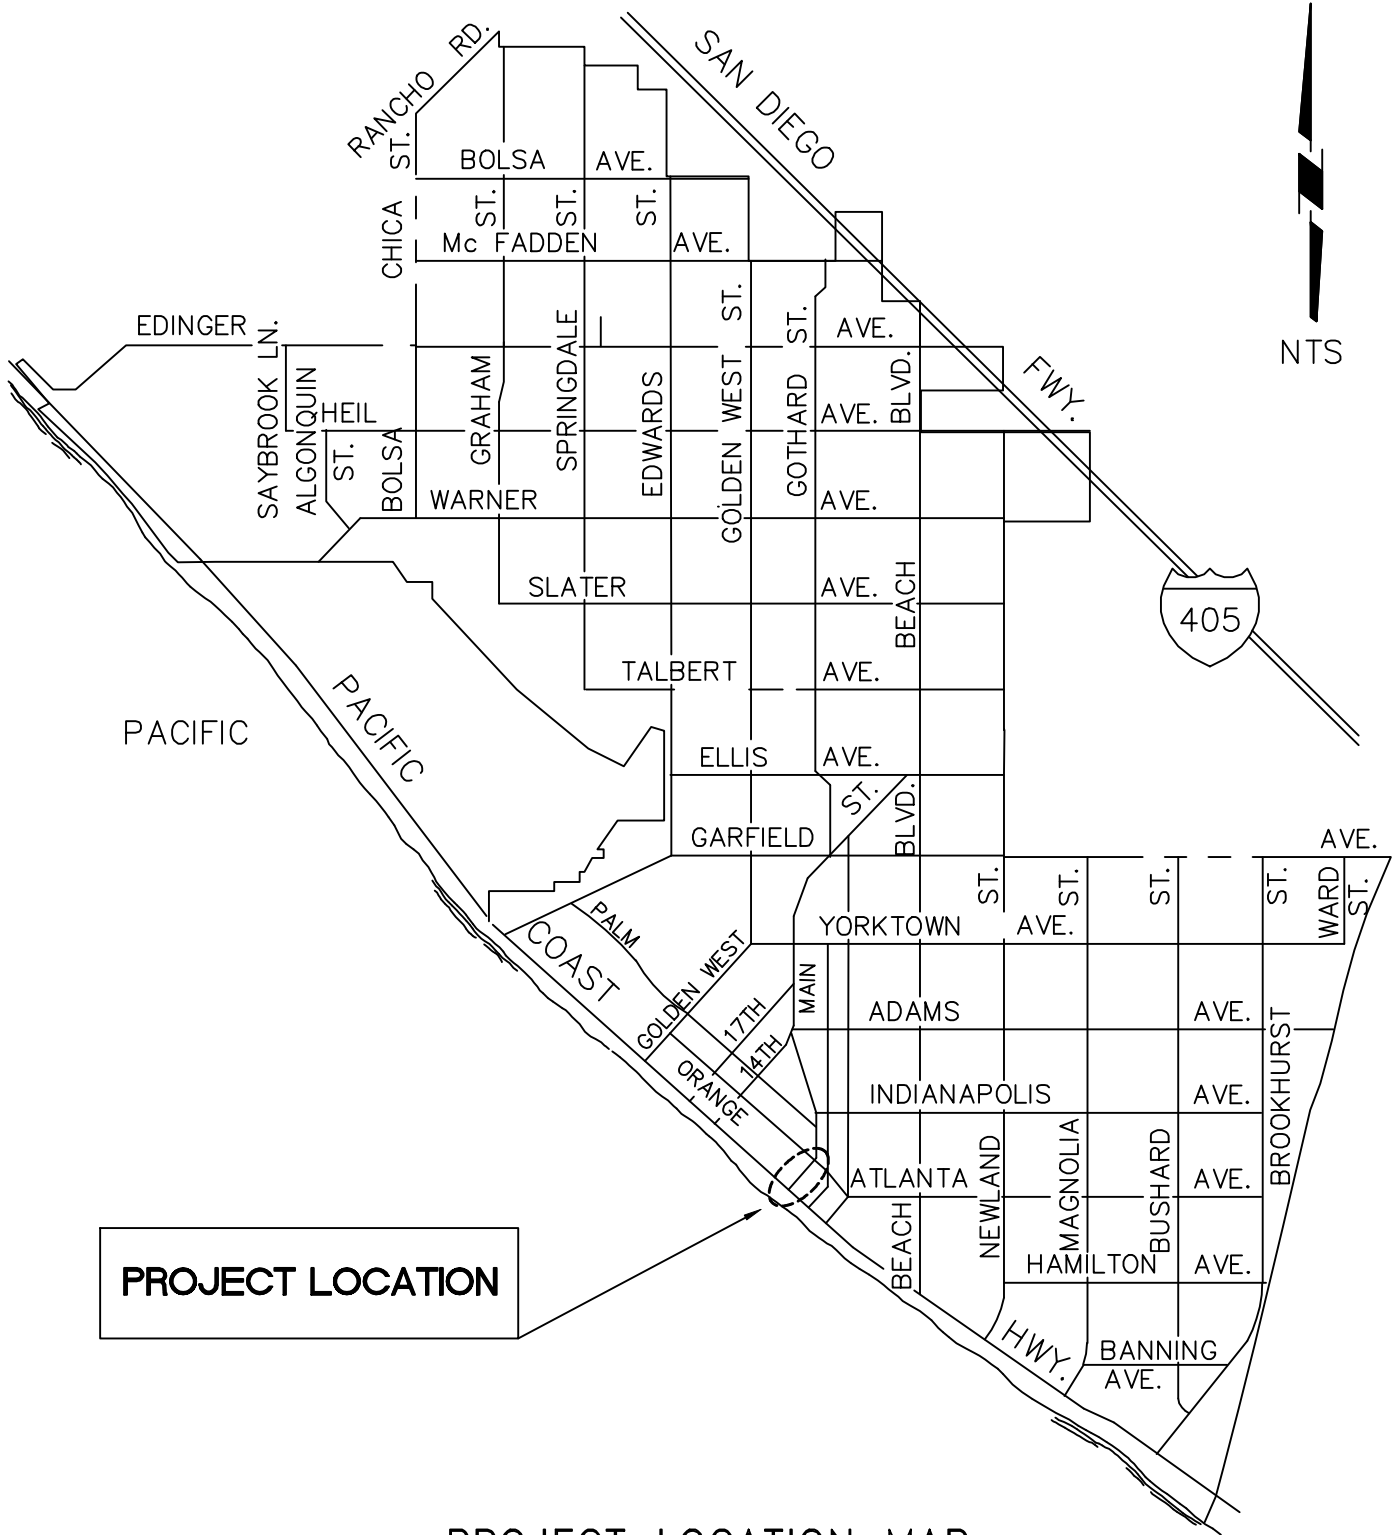 RANCHO RD.
SAN DIEGO
BOLSA AVE.
ST.
CHICA
ST.
ST.
ST.
Mc FADDEN AVE.
NTS
EDINGER
AVE.
SAYBROOK LN.
ALGONQUIN
ST.
HEIL
AVE.
BOLSA
GRAHAM
SPRINGDALE
EDWARDS
GOLDEN WEST ST.
GOTHARD ST.
BLVD.
FWY.
WARNER AVE.
SLATER AVE.
BEACH
405
TALBERT AVE.
PACIFIC
PACIFIC
ELLIS AVE.
ST.
BLVD.
GARFIELD
AVE.
ST.
ST.
ST.
ST.
WARD
ST.
PALM
COAST
YORKTOWN AVE.
GOLDEN WEST
MAIN
17TH
14TH
ADAMS AVE.
ORANGE
INDIANAPOLIS AVE.
BROOKHURST
ATLANTA AVE.
BEACH
NEWLAND
MAGNOLIA
BUSHARD
HAMILTON AVE.
PROJECT LOCATION
HWY.
BANNING
AVE.
PROJECT LOCATION MAP